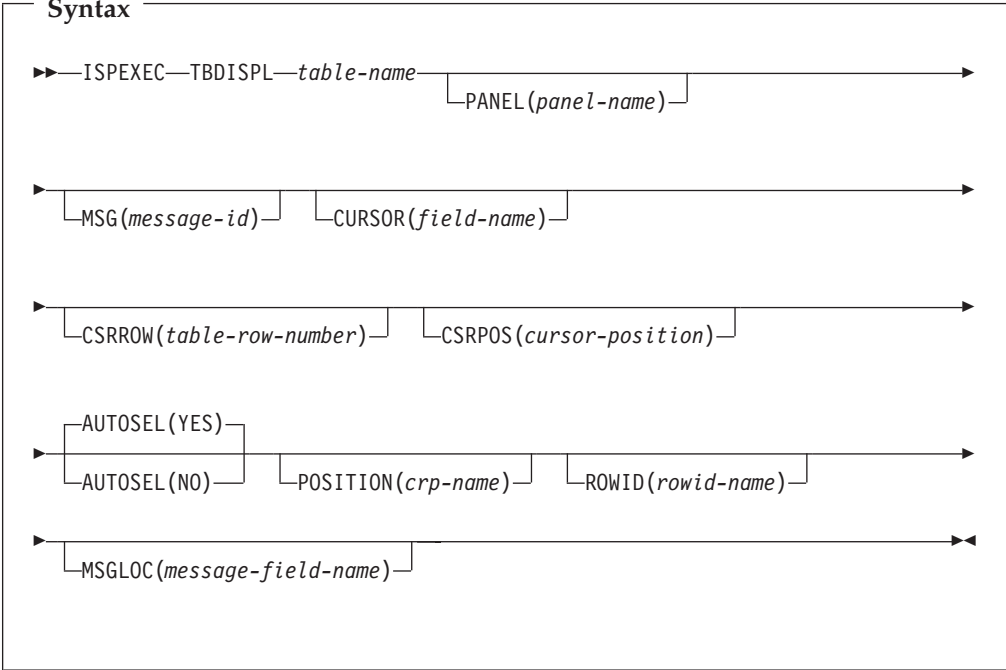 Syntax
ISPEXEC TBDISPL table-name
PANEL(panel-name)
MSG(message-id) CURSOR(field-name)
CSRROW(table-row-number) CSRPOS(cursor-position)
AUTOSEL(YES)
AUTOSEL(NO) POSITION(crp-name) ROWID(rowid-name)
MSGLOC(message-field-name)